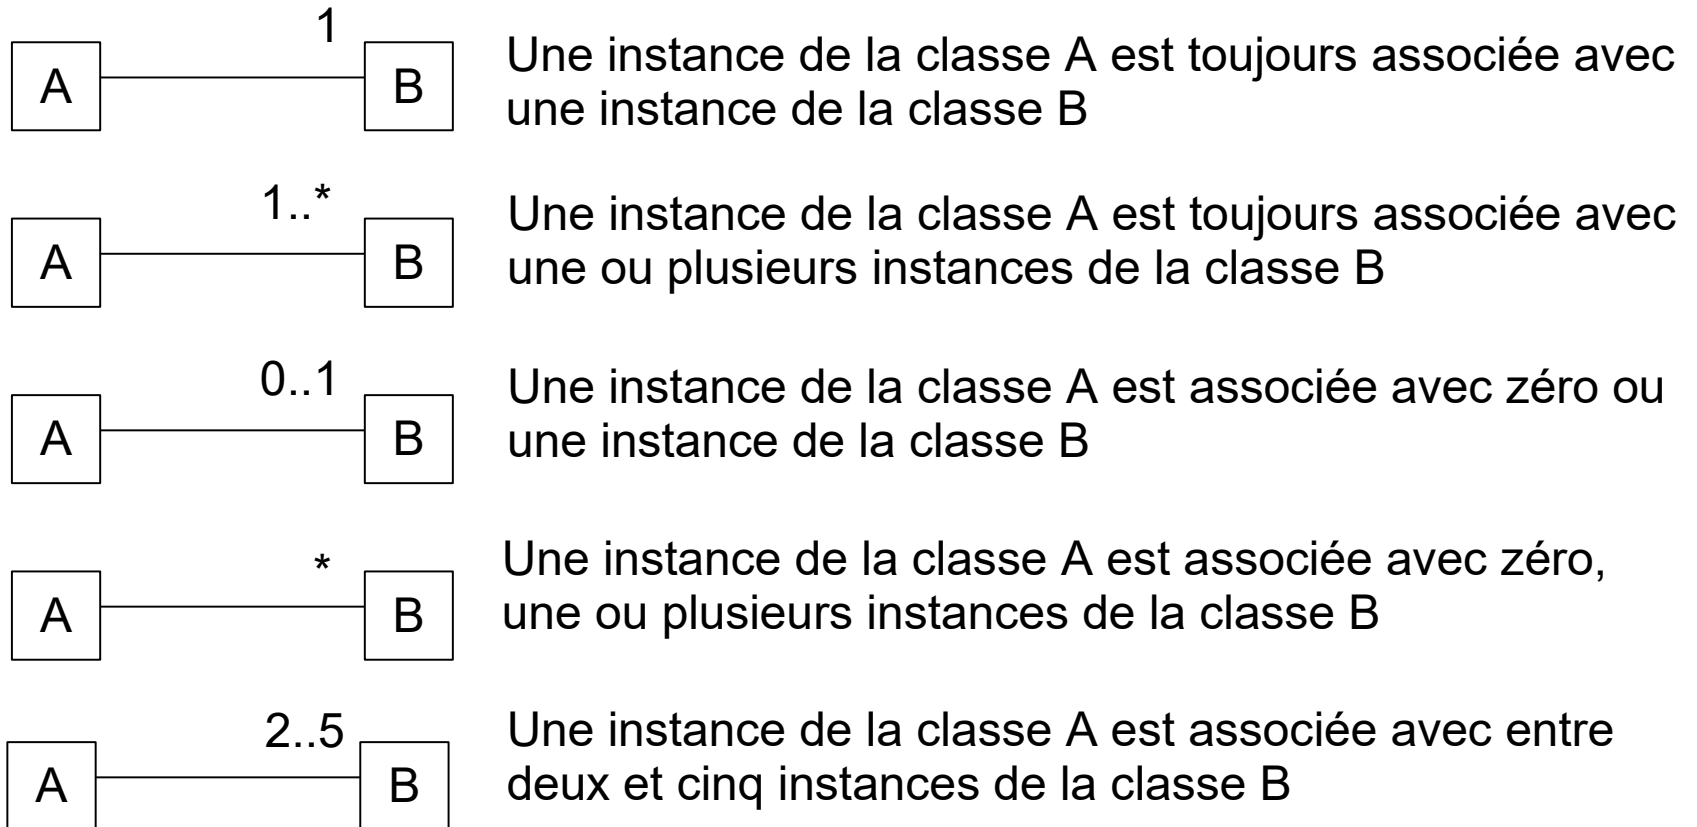 1
A
B
Une instance de la classe A est toujours associée avec
une instance de la classe B
1..*
A
B
Une instance de la classe A est toujours associée avec
une ou plusieurs instances de la classe B
0..1
A
B
Une instance de la classe A est associée avec zéro ou
une instance de la classe B
*
A
B
Une instance de la classe A est associée avec zéro,
une ou plusieurs instances de la classe B
2..5
A
B
Une instance de la classe A est associée avec entre
deux et cinq instances de la classe B